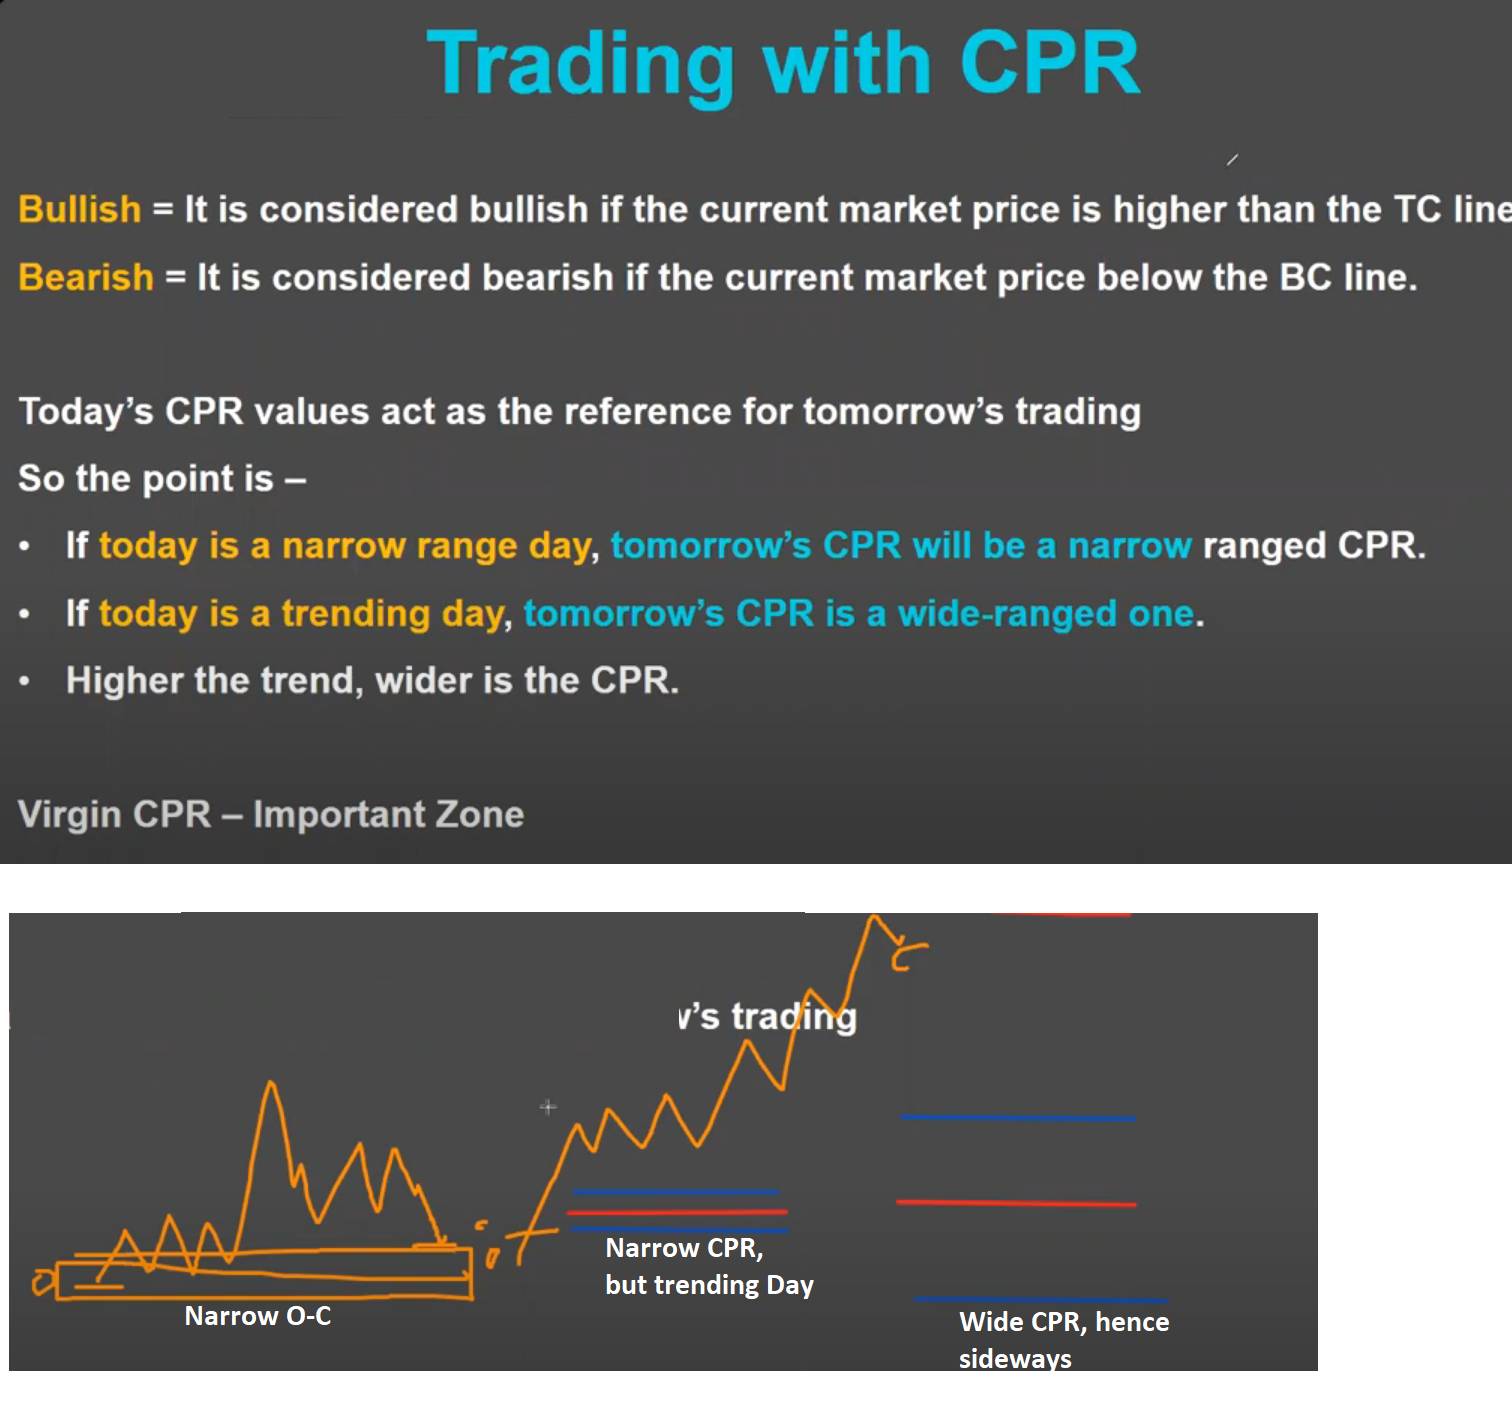 Trading with CPR
Bullish = It is considered bullish if the current market price is higher than the TC line
Bearish = It is considered bearish if the current market price below the BC line.
Today’s CPR values act as the reference for tomorrow’s trading
So the point is –
• If today is a narrow range day, tomorrow’s CPR will be a narrow ranged CPR.
• If today is a trending day, tomorrow’s CPR is a wide-ranged one.
• Higher the trend, wider is the CPR.
Virgin CPR – Important Zone
C
’s trading
O
C
O
Narrow CPR,
but trending Day
Narrow O-C
Wide CPR, hence
sideways